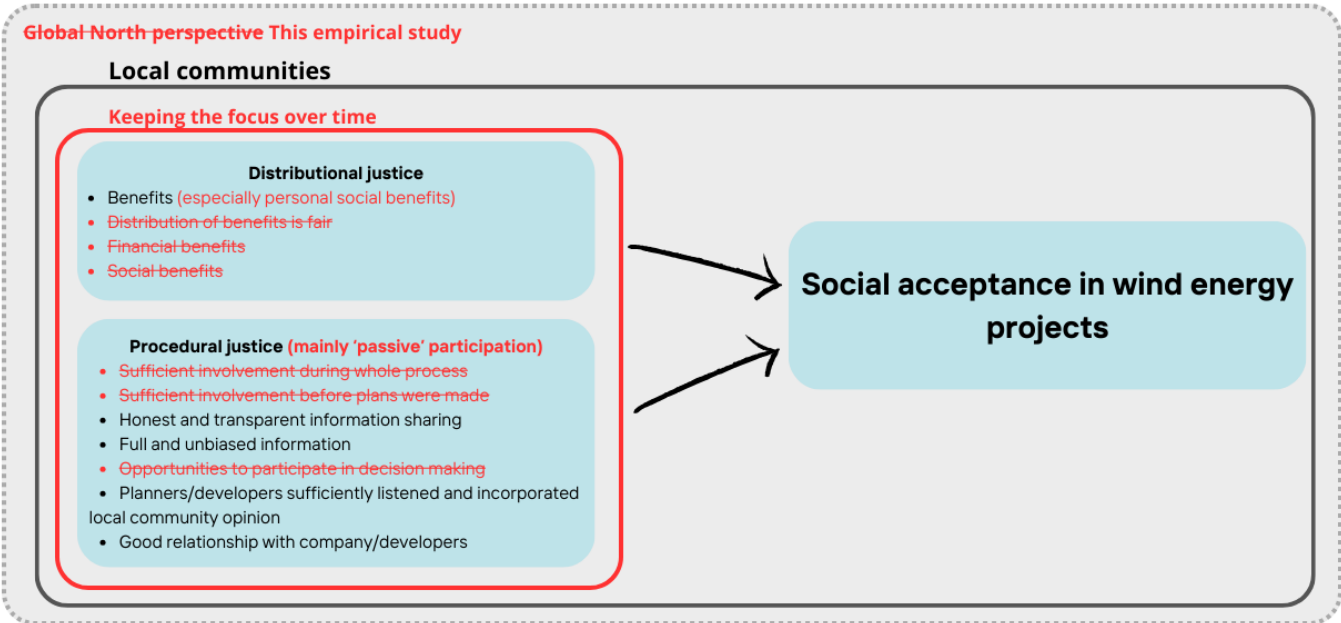 Global North perspective This empirical study
Local communities
Keeping the focus over time
Distributional justice
• Benefits (especially personal social benefits)
• Distribution of benefits is fair
• Financial benefits
• Social benefits
Procedural justice (mainly ‘passive’ participation)
• Sufficient involvement during whole process
• Sufficient involvement before plans were made
• Honest and transparent information sharing
• Full and unbiased information
• Opportunities to participate in decision making
• Planners/developers sufficiently listened and incorporated
local community opinion
• Good relationship with company/developers
Social acceptance in wind energy
projects